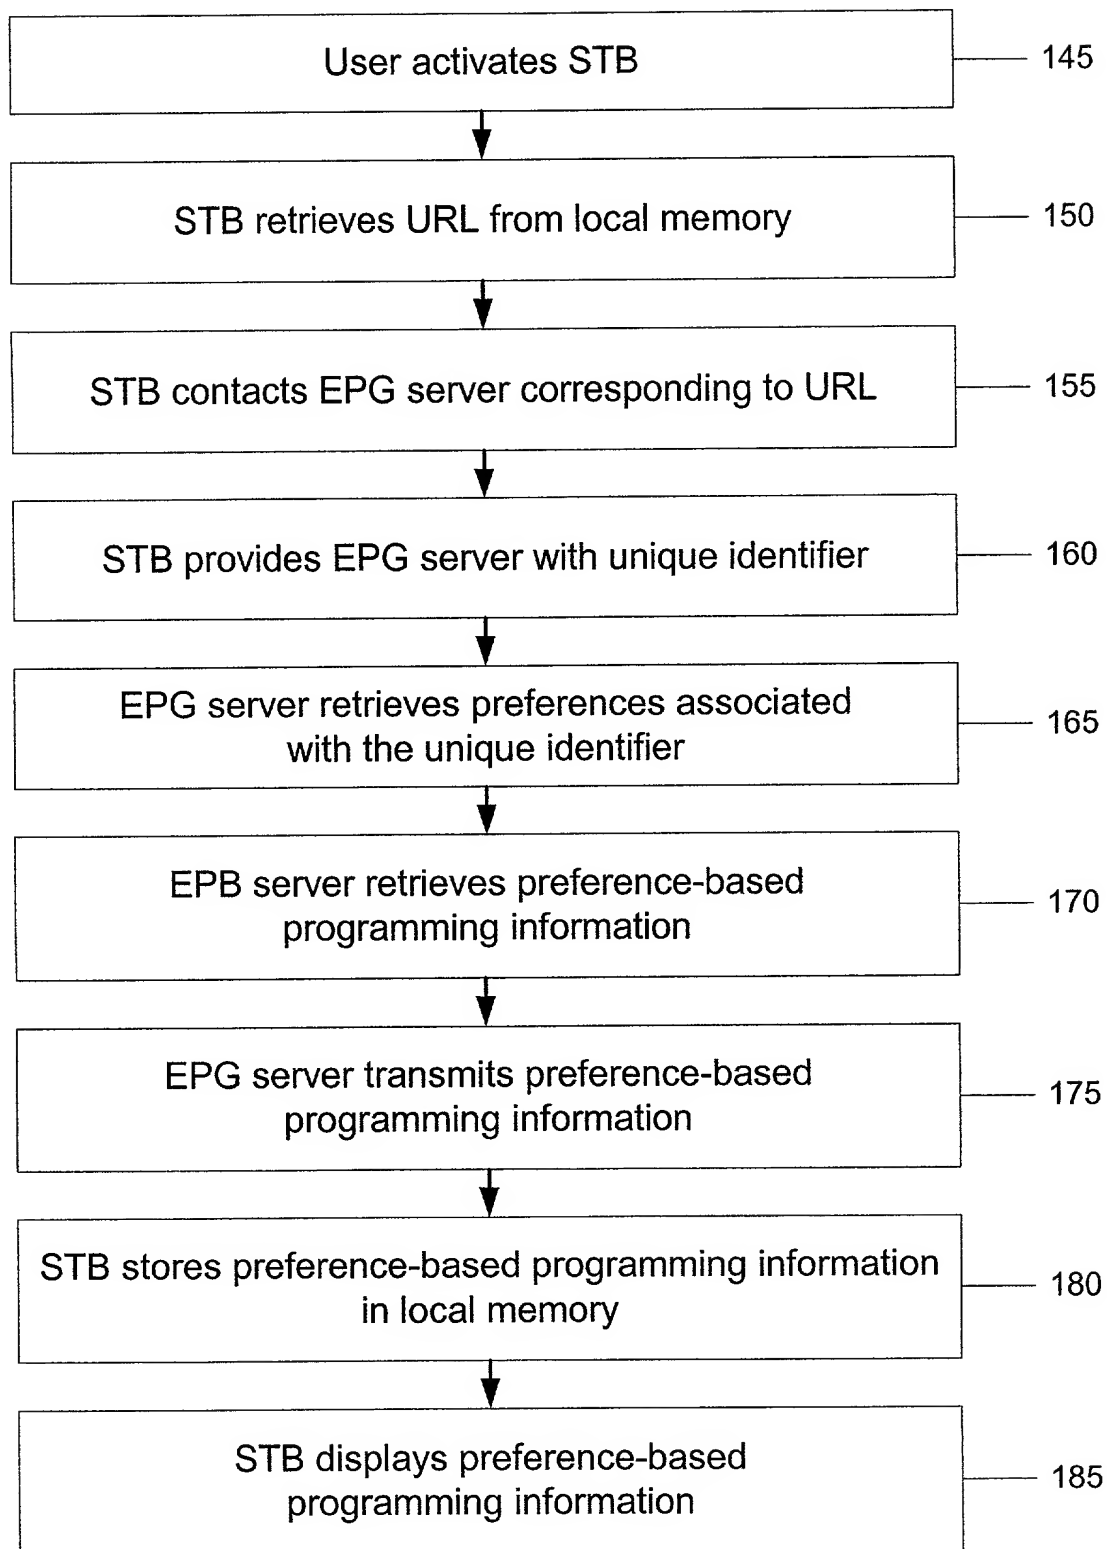 User activates STB
145
STB retrieves URL from local memory
150
STB contacts EPG server corresponding to URL
155
STB provides EPG server with unique identifier
160
EPG server retrieves preferences associated
with the unique identifier
165
EPB server retrieves preference-based
programming information
170
EPG server transmits preference-based
programming information
175
STB stores preference-based programming information
in local memory
180
STB displays preference-based
programming information
185